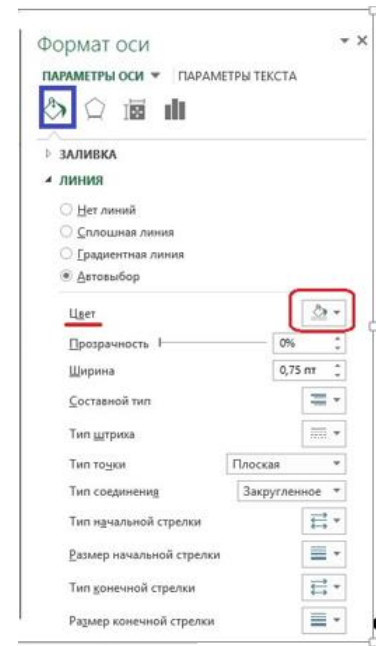 Формат оси
ПАРАМЕТРЫ ОСИ ПАРАМЕТРЫ ТЕКСТА
ЗАЛИВКА
ЛИНИЯ
Нет линий
Сплошная линия
Градиентная линия
Автовыбор
Цвет
Прозрачность 0%
Ширина 0,75 пт
Составной тип
Тип штриха
Тип точки Плоская
Тип соединения Закругленное
Тип начальной стрелки
Размер начальной стрелки
Тип конечной стрелки
Размер конечной стрелки